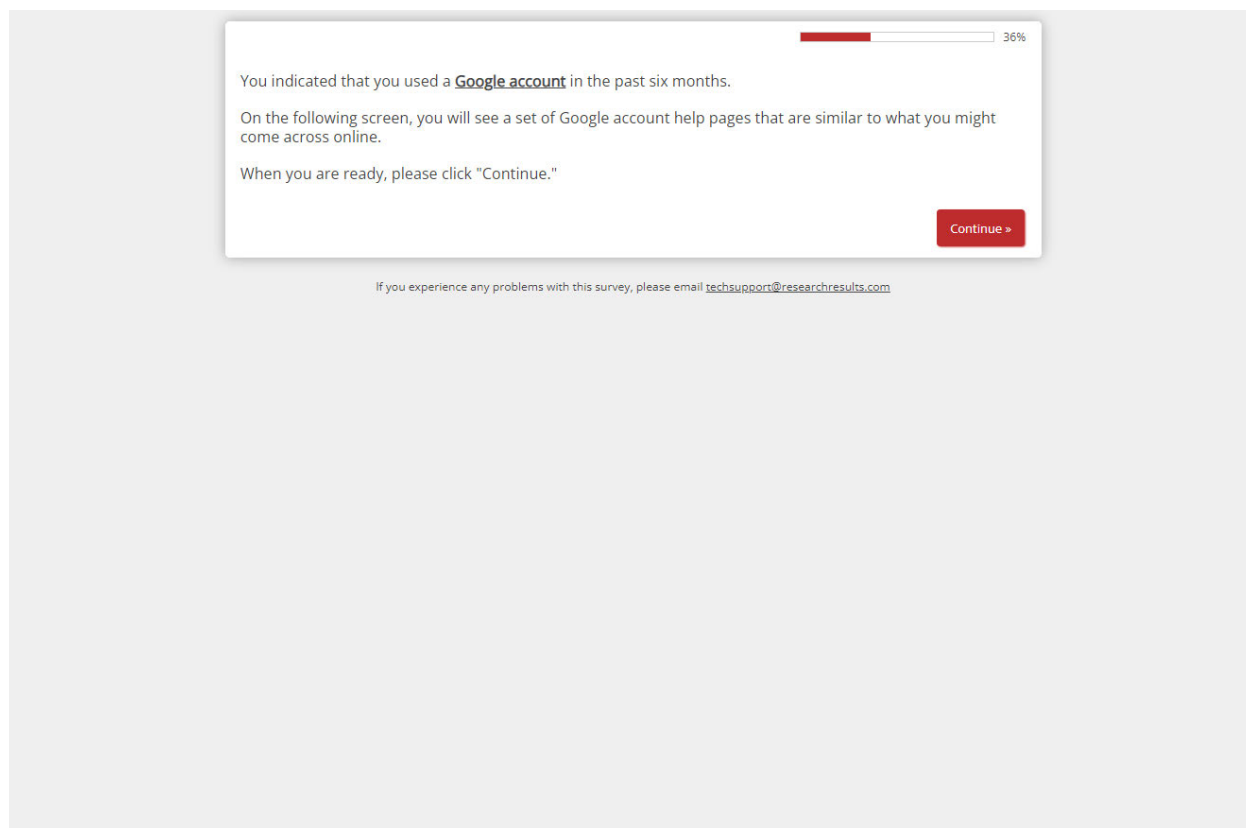 36%
You indicated that you used a Google account in the past six months.
On the following screen, you will see a set of Google account help pages that are similar to what you might
come across online.
When you are ready, please click "Continue."
Continue »
If you experience any problems with this survey, please email techsupport@researchresults.com